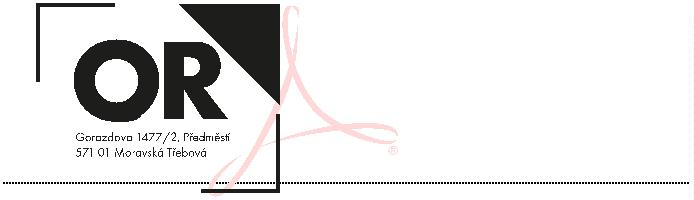 OR
Gorazdova 1477/2, Předměstí
571 01 Moravská Třebová
®